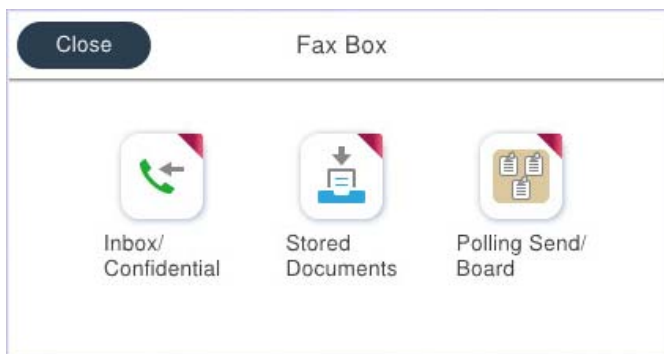 Close
Fax Box
Inbox/
Confidential
Stored
Documents
Polling Send/
Board